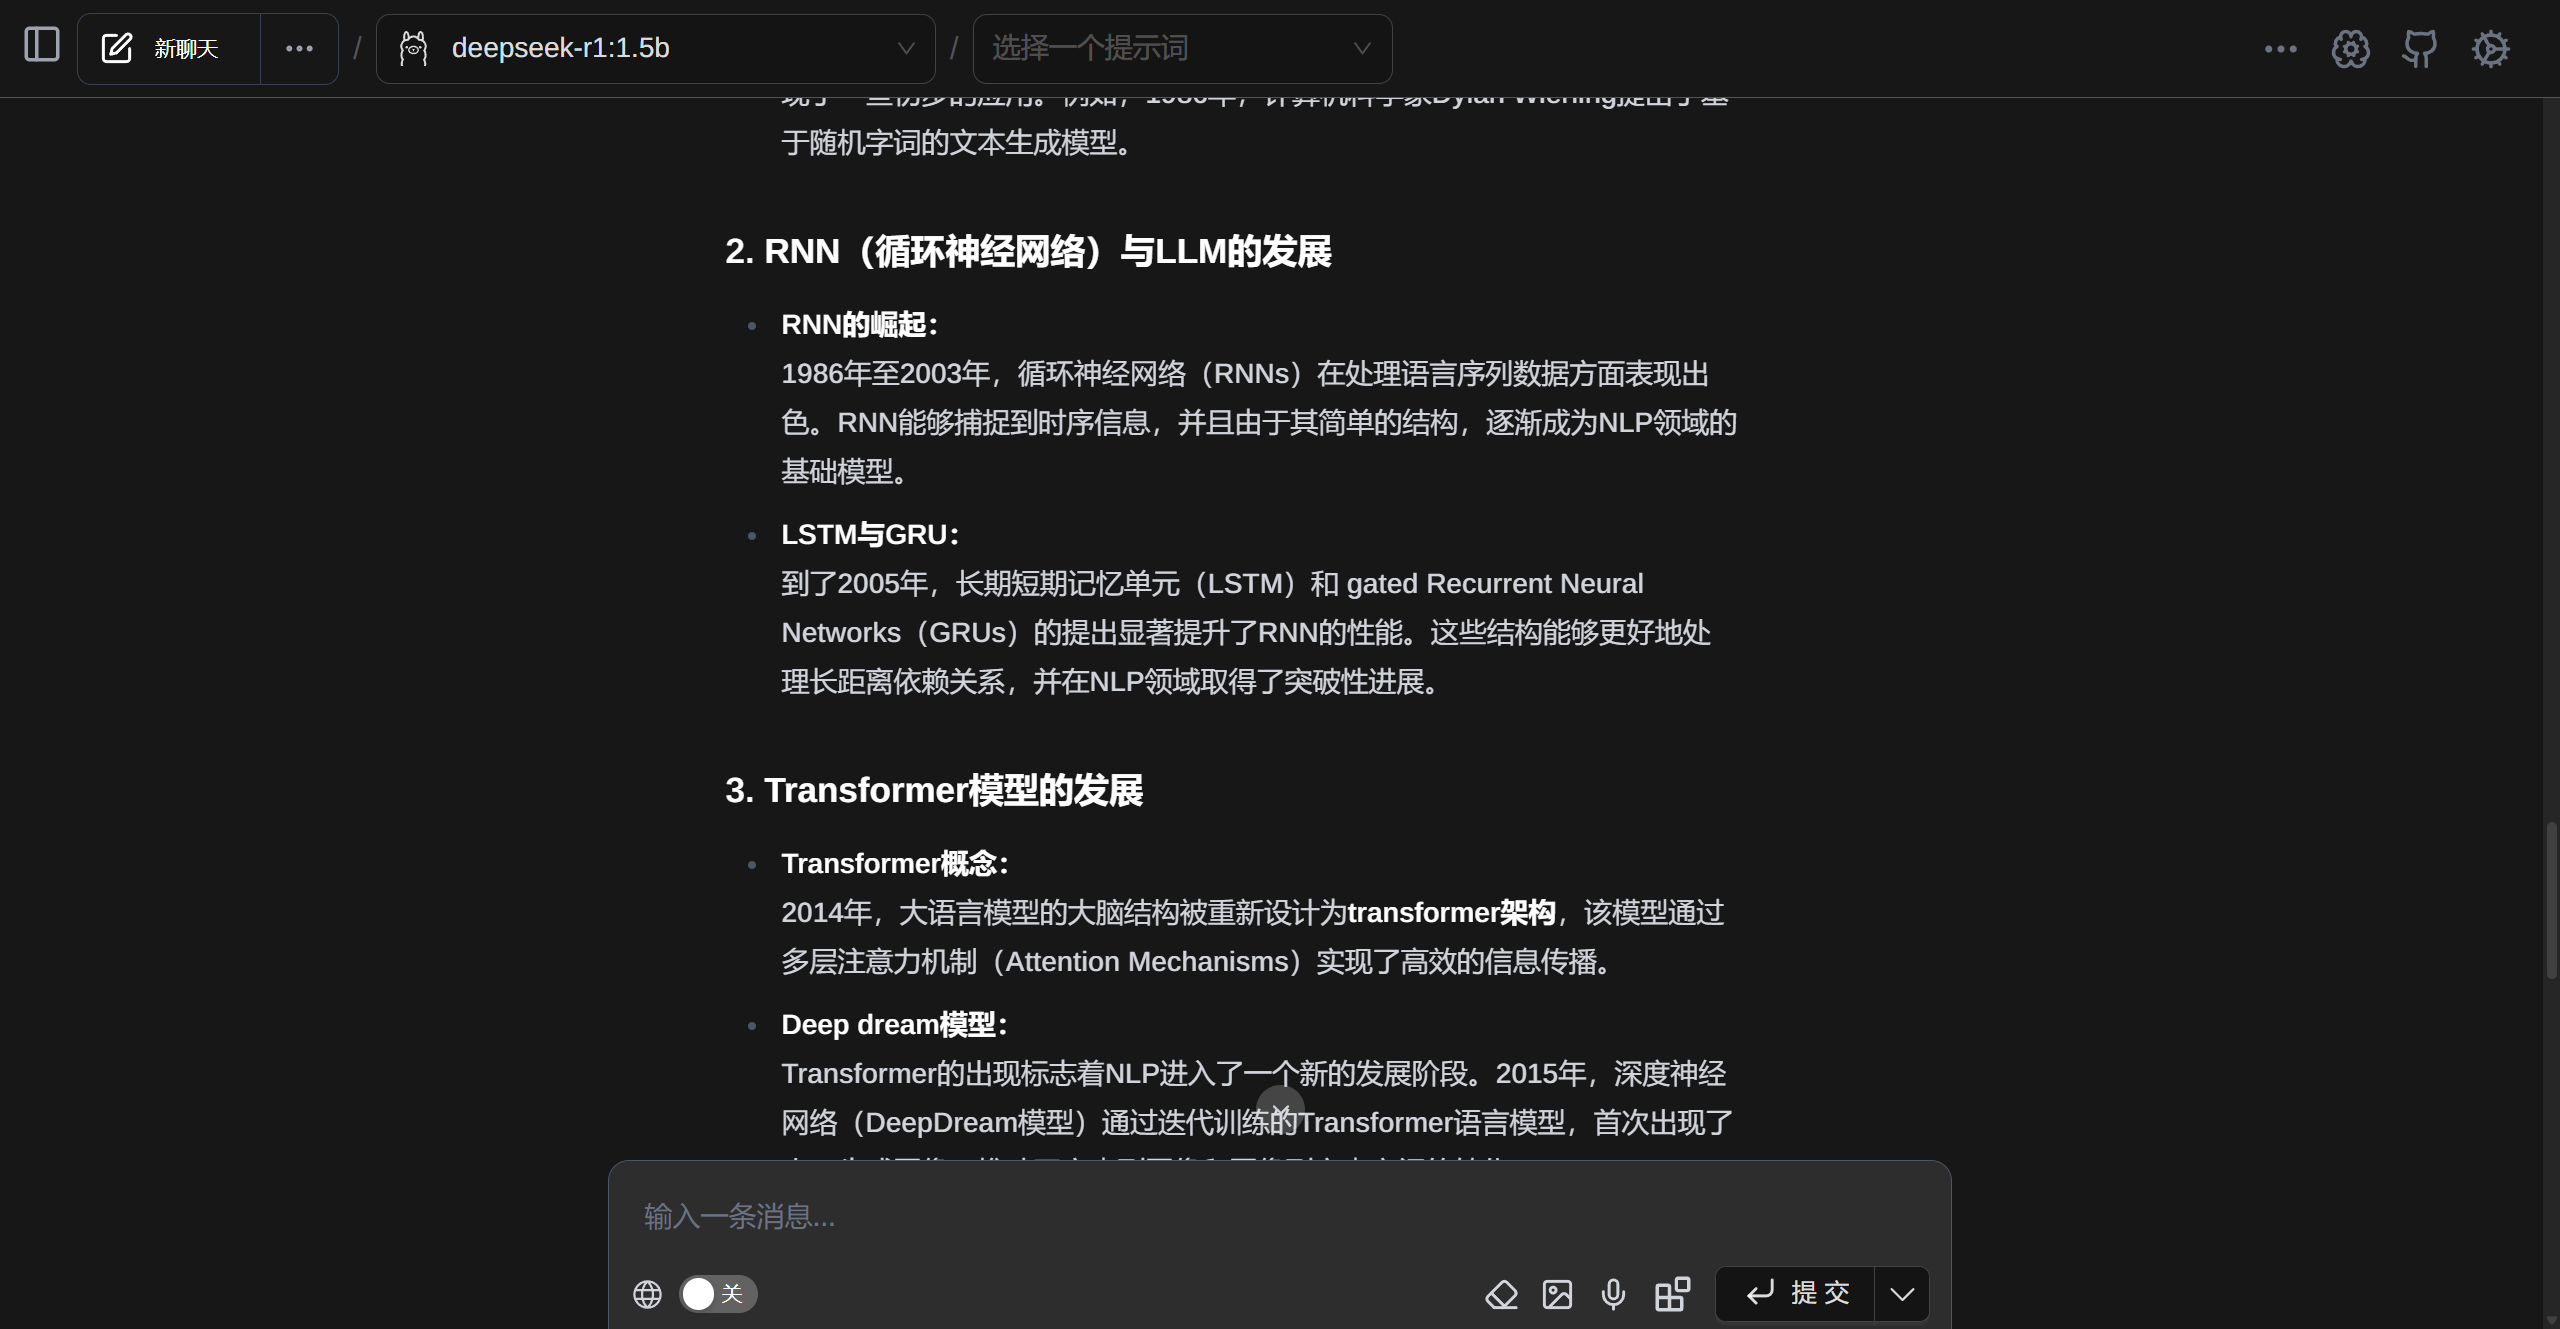 新聊天
deepseek-r1:1.5b
选择一个提示词
于随机字词的文本生成模型。
2. RNN（循环神经网络）与LLM的发展
RNN的崛起：
1986年至2003年，循环神经网络（RNNs）在处理语言序列数据方面表现出
色。RNN能够捕捉到时序信息，并且由于其简单的结构，逐渐成为NLP领域的
基础模型。
LSTM与GRU：
到了2005年，长期短期记忆单元（LSTM）和 gated Recurrent Neural
Networks（GRUs）的提出显著提升了RNN的性能。这些结构能够更好地处
理长距离依赖关系，并在NLP领域取得了突破性进展。
3. Transformer模型的发展
Transformer概念：
2014年，大语言模型的大脑结构被重新设计为transformer架构，该模型通过
多层注意力机制（Attention Mechanisms）实现了高效的信息传播。
Deep dream模型：
Transformer的出现标志着NLP进入了一个新的发展阶段。2015年，深度神经
网络（DeepDream模型）通过迭代训练的Transformer语言模型，首次出现了
输入一条消息...
关
提 交